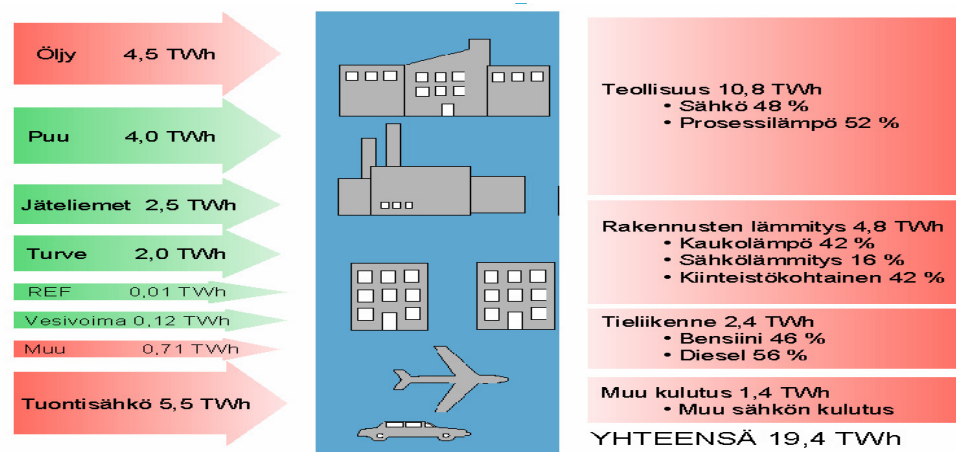 Öljy 4,5 TWh
Puu 4,0 TWh
Jäteliemet 2,5 TWh
Turve 2,0 TWh
REF 0,01 TWh
Vesivoima 0,12 TWh
Muu 0,71 TWh
Tuontisähkö 5,5 TWh
Teollisuus 10,8 TWh
• Sähkö 48 %
• Prosessilämpö 52 %
Rakennusten lämmitys 4,8 TWh
• Kaukolämpö 42 %
• Sähkölämmitys 16 %
• Kiinteistökohtainen 42 %
Tieliikenne 2,4 TWh
• Bensiini 46 %
• Diesel 56 %
Muu kulutus 1,4 TWh
• Muu sähkön kulutus
YHTEENSÄ 19,4 TWh